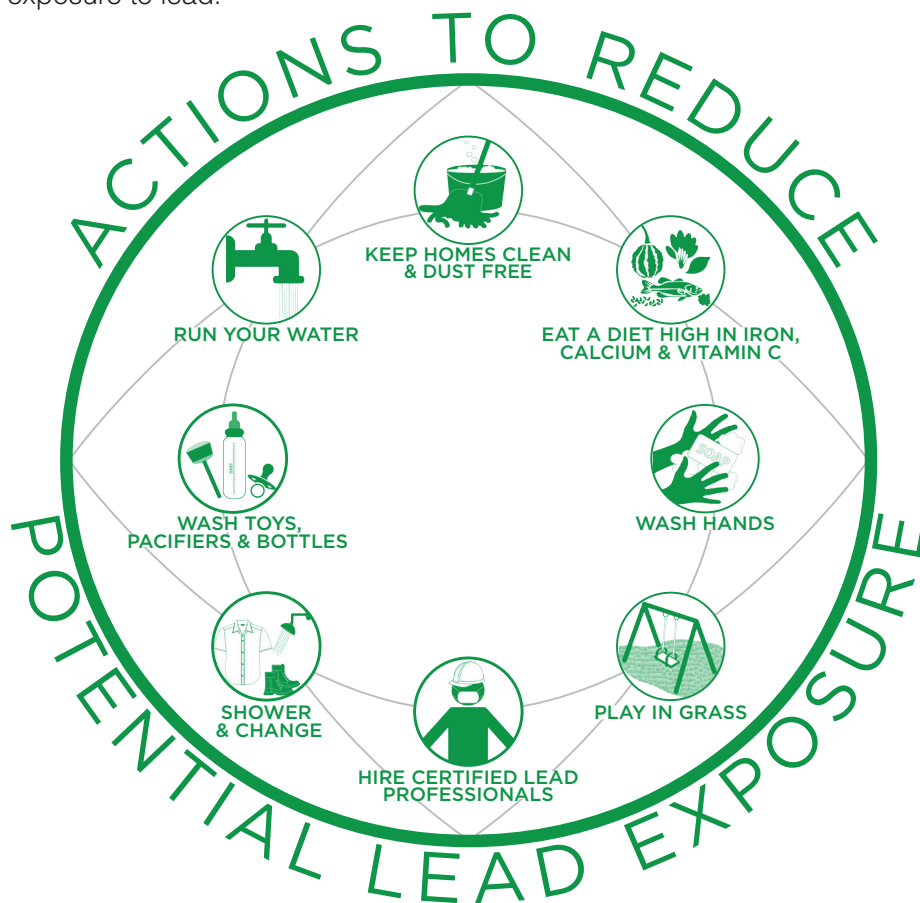 exposure to lead.
ACTIONS TO REDUCE
POTENTIAL LEAD EXPOSURE
KEEP HOMES CLEAN
& DUST FREE
EAT A DIET HIGH IN IRON,
CALCIUM & VITAMIN C
SOAP
WASH HANDS
PLAY IN GRASS
HIRE CERTIFIED LEAD
PROFESSIONALS
SHOWER
& CHANGE
BABY
WASH TOYS,
PACIFIERS & BOTTLES
RUN YOUR WATER